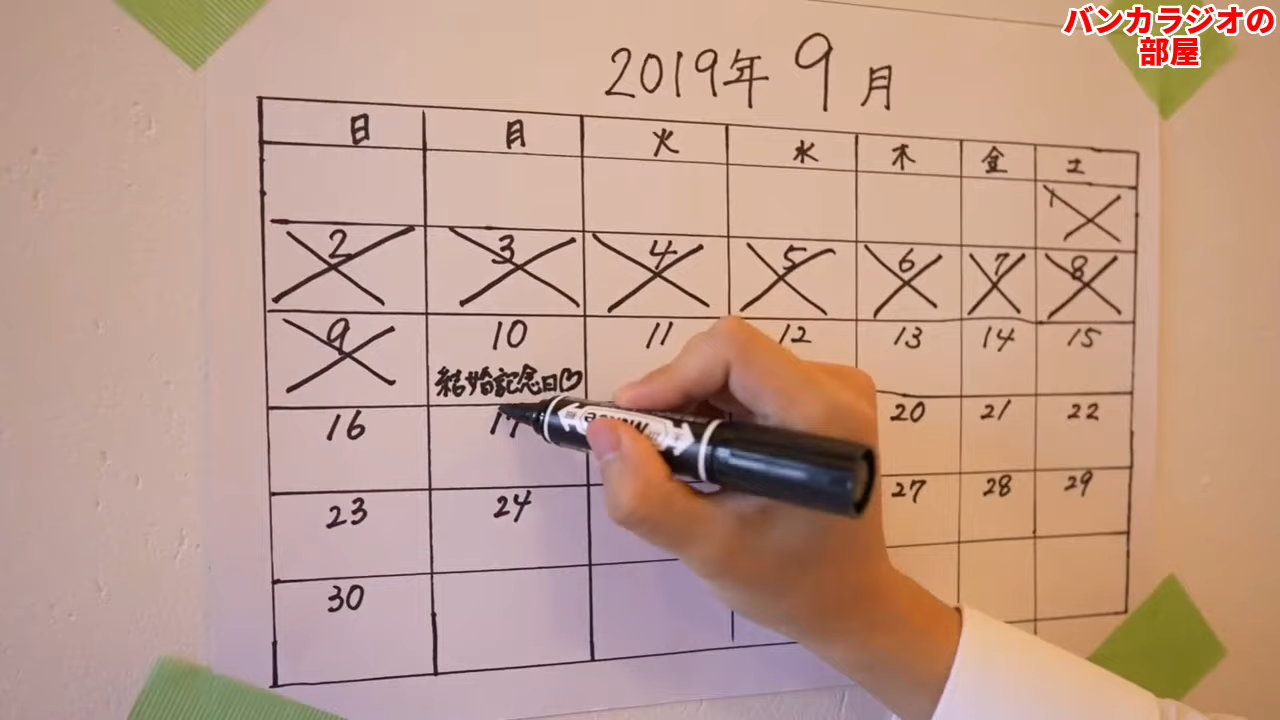 バンカラジオの
部屋
2019年 9月
日 月 火 水 木 金 土
1
2 3 4 5 6 7 8
9 10 11 12 13 14 15
結婚記念日♡
16 17 20 21 22
23 24 27 28 29
30